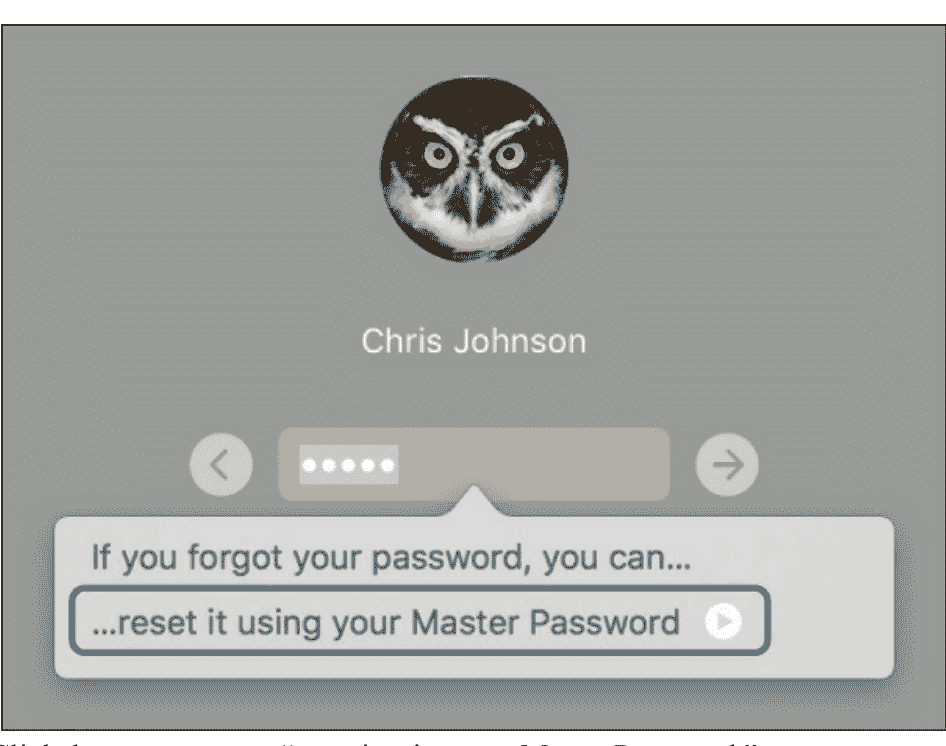 Chris Johnson
•••••
If you forgot your password, you can...
...reset it using your Master Password